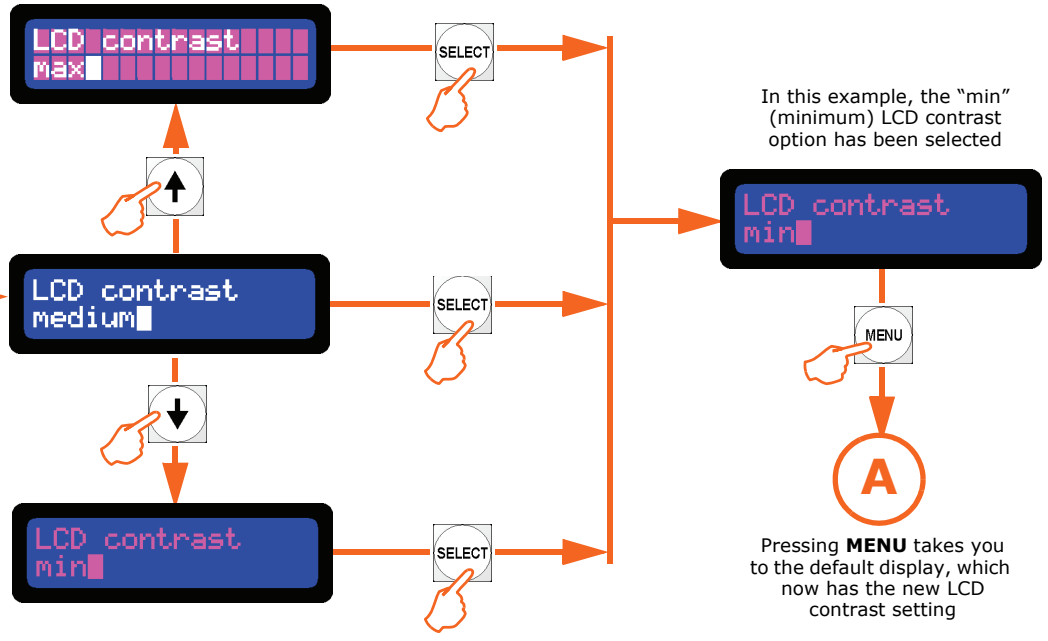 LCD contrast
max
SELECT
In this example, the “min”
(minimum) LCD contrast
option has been selected
LCD contrast
min
LCD contrast
medium
SELECT
MENU
A
LCD contrast
min
SELECT
Pressing MENU takes you
to the default display, which
now has the new LCD
contrast setting